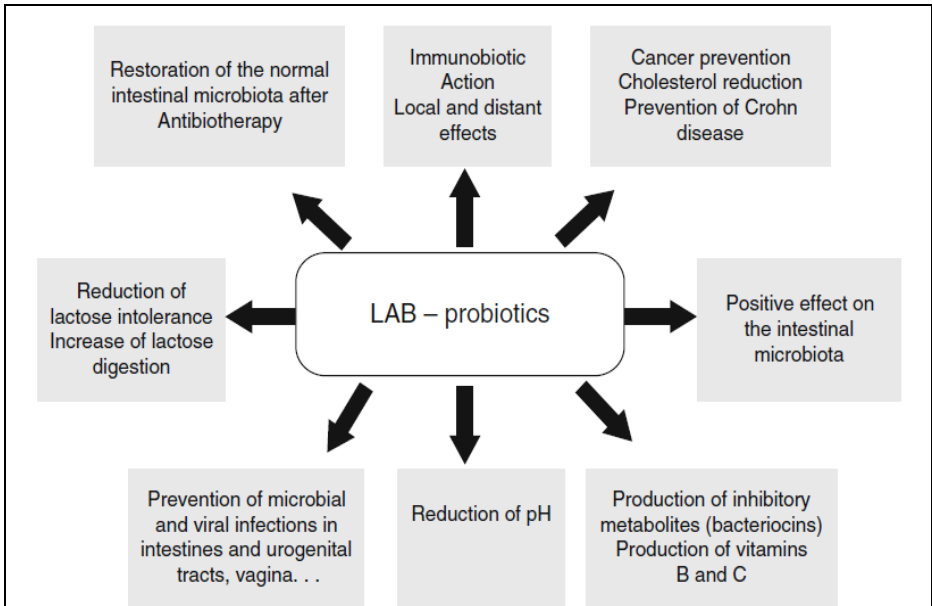 Restoration of the normal
intestinal microbiota after
Antibiotherapy
Immunobiotic
Action
Local and distant
effects
Cancer prevention
Cholesterol reduction
Prevention of Crohn
disease
Reduction of
lactose intolerance
Increase of lactose
digestion
LAB – probiotics
Positive effect on
the intestinal
microbiota
Prevention of microbial
and viral infections in
intestines and urogenital
tracts, vagina. . .
Reduction of pH
Production of inhibitory
metabolites (bacteriocins)
Production of vitamins
B and C